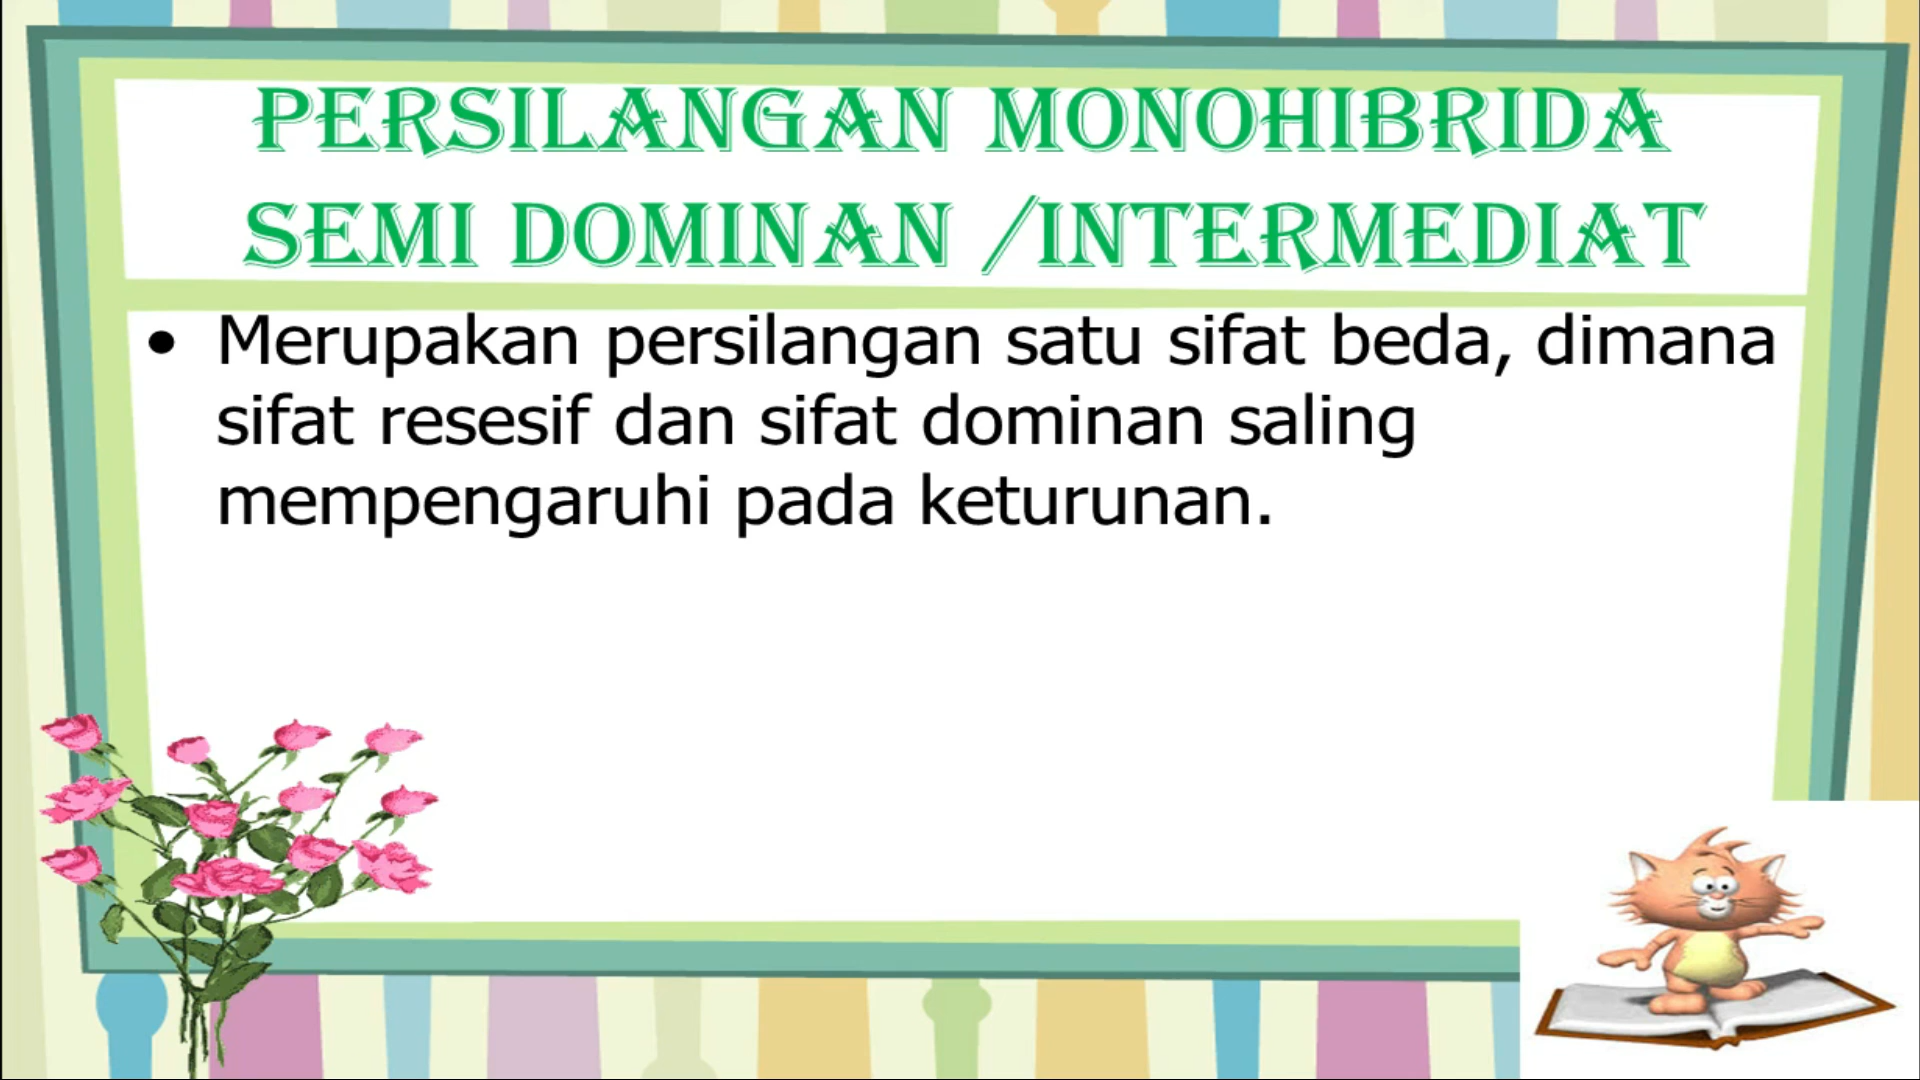 PERSILANGAN MONOHIBRIDA
SEMI DOMINAN /INTERMEDIAT
• Merupakan persilangan satu sifat beda, dimana
sifat resesif dan sifat dominan saling
mempengaruhi pada keturunan.